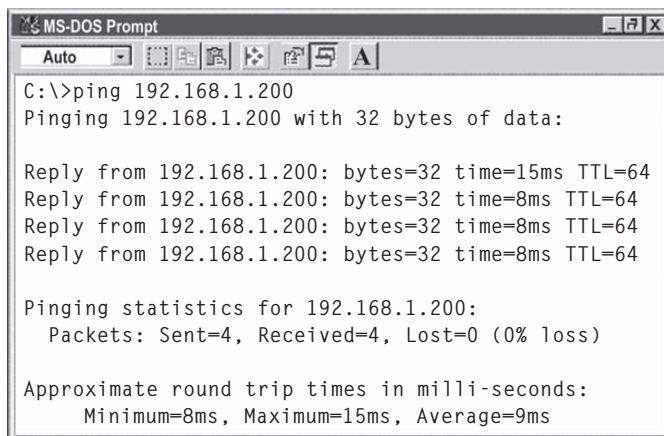 MS-DOS Prompt
Auto
A
C:\>ping 192.168.1.200
Pinging 192.168.1.200 with 32 bytes of data:
Reply from 192.168.1.200: bytes=32 time=15ms TTL=64
Reply from 192.168.1.200: bytes=32 time=8ms TTL=64
Reply from 192.168.1.200: bytes=32 time=8ms TTL=64
Reply from 192.168.1.200: bytes=32 time=8ms TTL=64
Pinging statistics for 192.168.1.200:
Packets: Sent=4, Received=4, Lost=0 (0% loss)
Approximate round trip times in milli-seconds:
Minimum=8ms, Maximum=15ms, Average=9ms